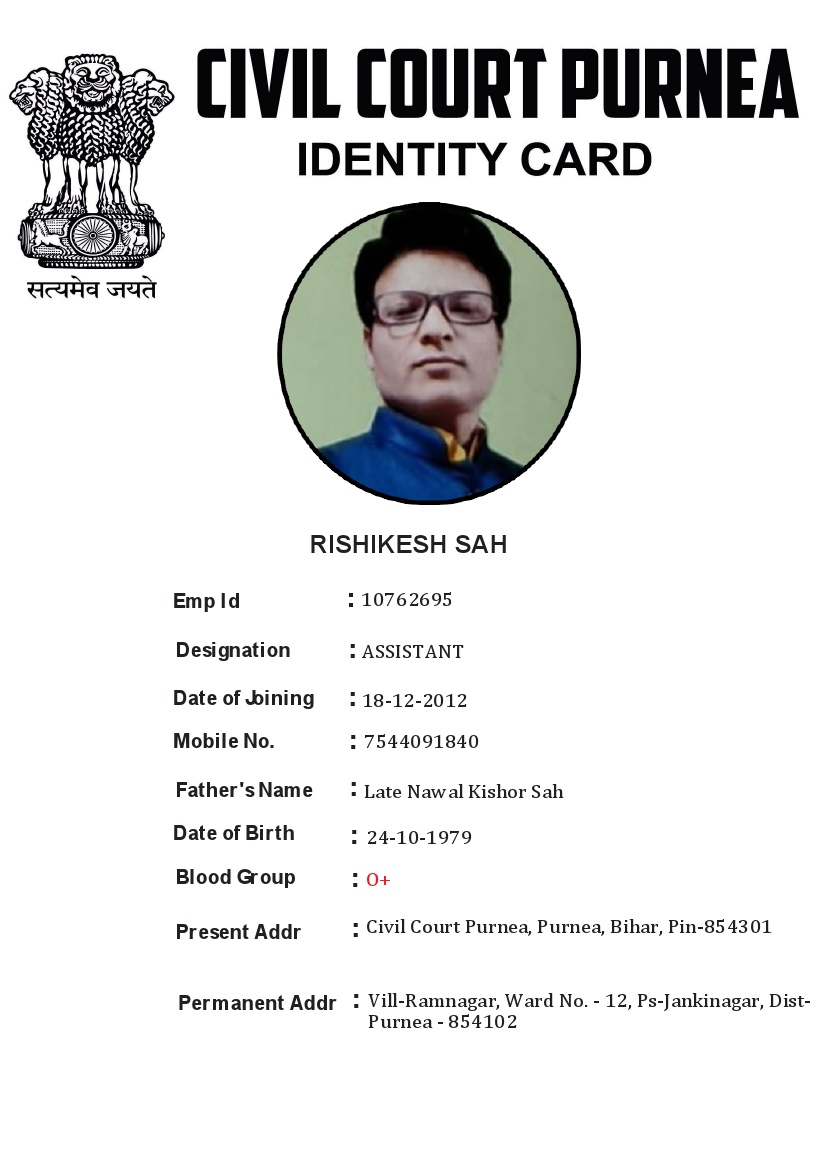 CIVIL COURT PURNEA
IDENTITY CARD
सत्यमेव जयते
RISHIKESH SAH
Emp Id : 10762695
Designation : ASSISTANT
Date of Joining : 18-12-2012
Mobile No. : 7544091840
Father's Name : Late Nawal Kishor Sah
Date of Birth : 24-10-1979
Blood Group : O+
Present Addr : Civil Court Purnea, Purnea, Bihar, Pin-854301
Permanent Addr : Vill-Ramnagar, Ward No. - 12, Ps-Jankinagar, Dist-
Purnea - 854102